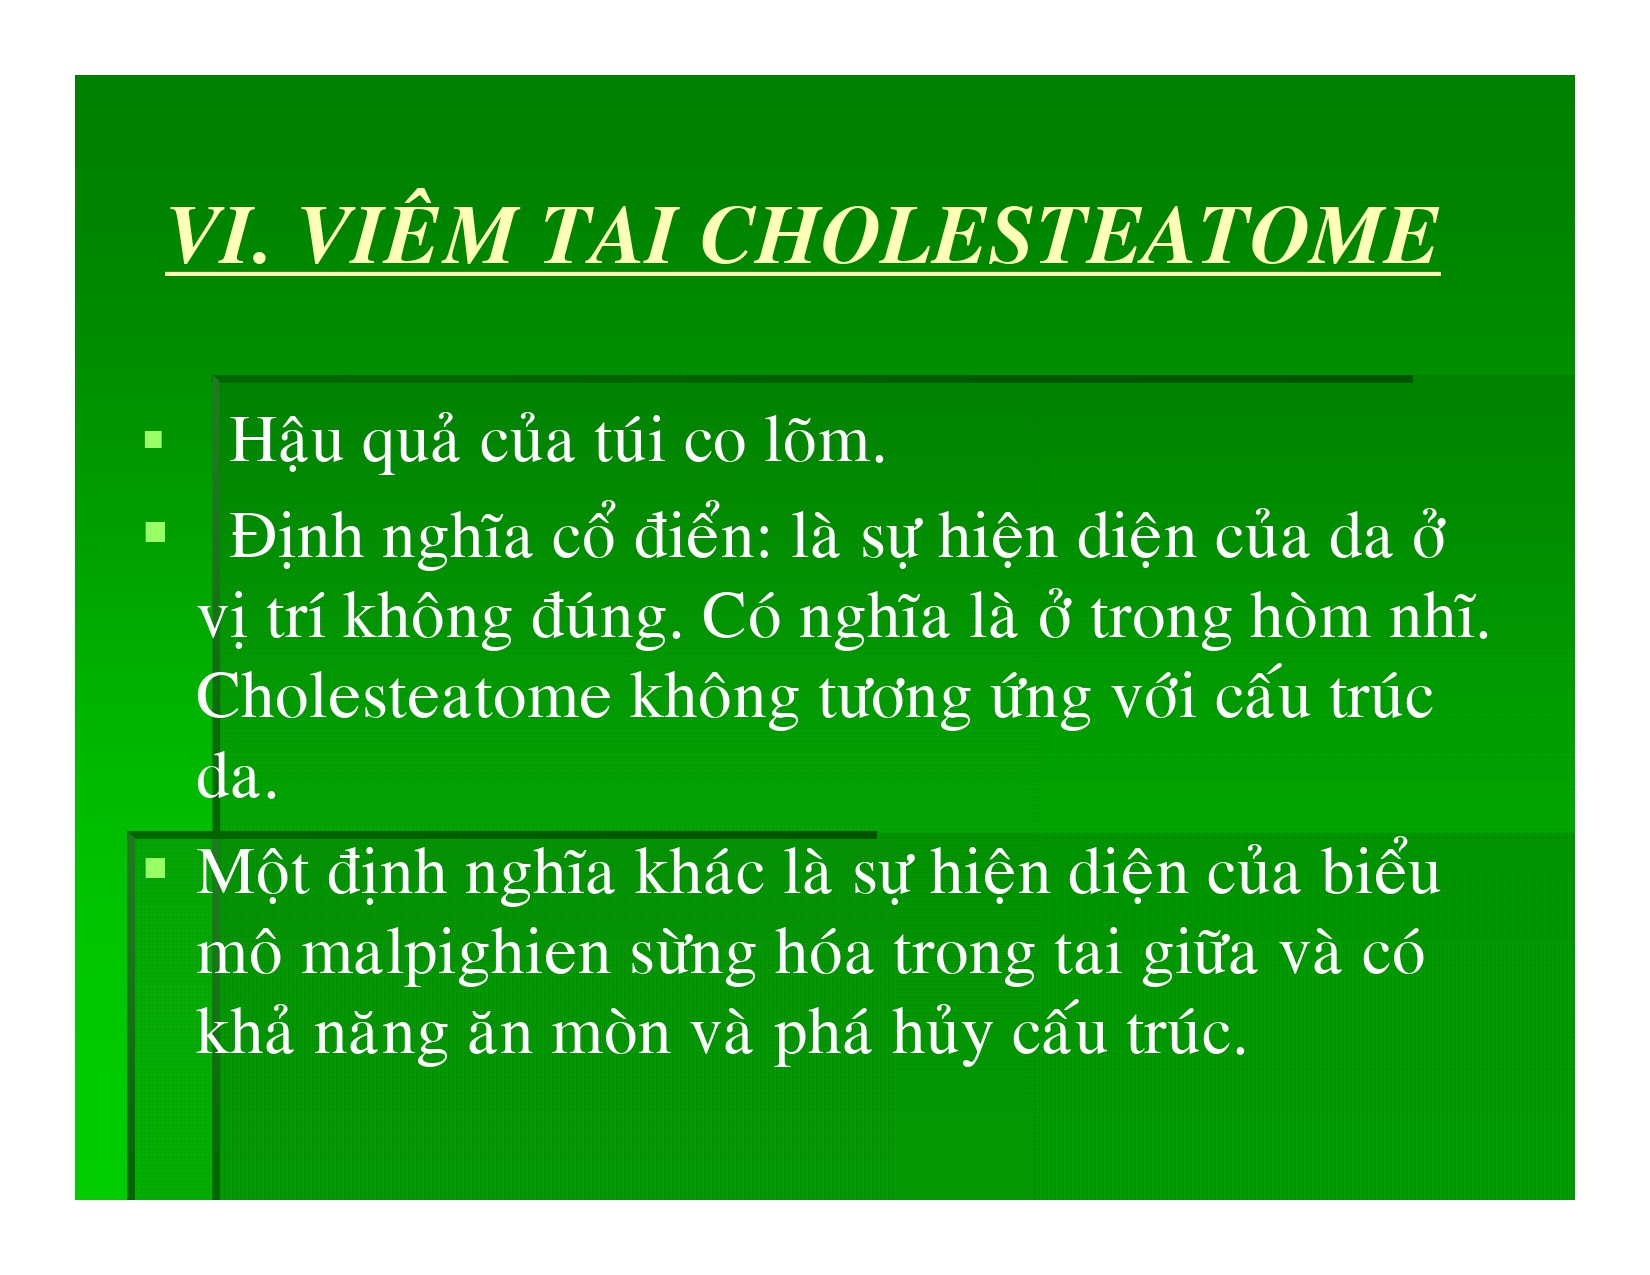 VI. VIÊM TAI CHOLESTEATOME
Hậu quả của túi co lõm.
Định nghĩa cổ điển: là sự hiện diện của da ở
vị trí không đúng. Có nghĩa là ở trong hòm nhĩ.
Cholesteatome không tương ứng với cấu trúc
da.
Một định nghĩa khác là sự hiện diện của biểu
mô malpighien sừng hóa trong tai giữa và có
khả năng ăn mòn và phá hủy cấu trúc.